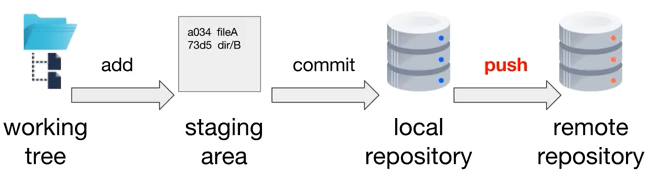 a034 fileA
73d5 dir/B
add
commit
push
working
tree
staging
area
local
repository
remote
repository